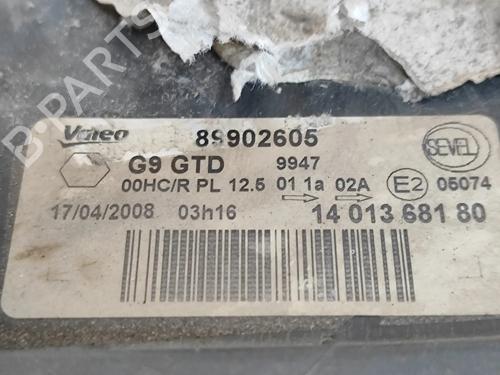 Valeo 89902605 SEVEL
G9 GTD 9947
00HC/R PL 12.5 01 1a 02A E2 05074
17/04/2008 03h16 14 013 681 80
B-PARTS